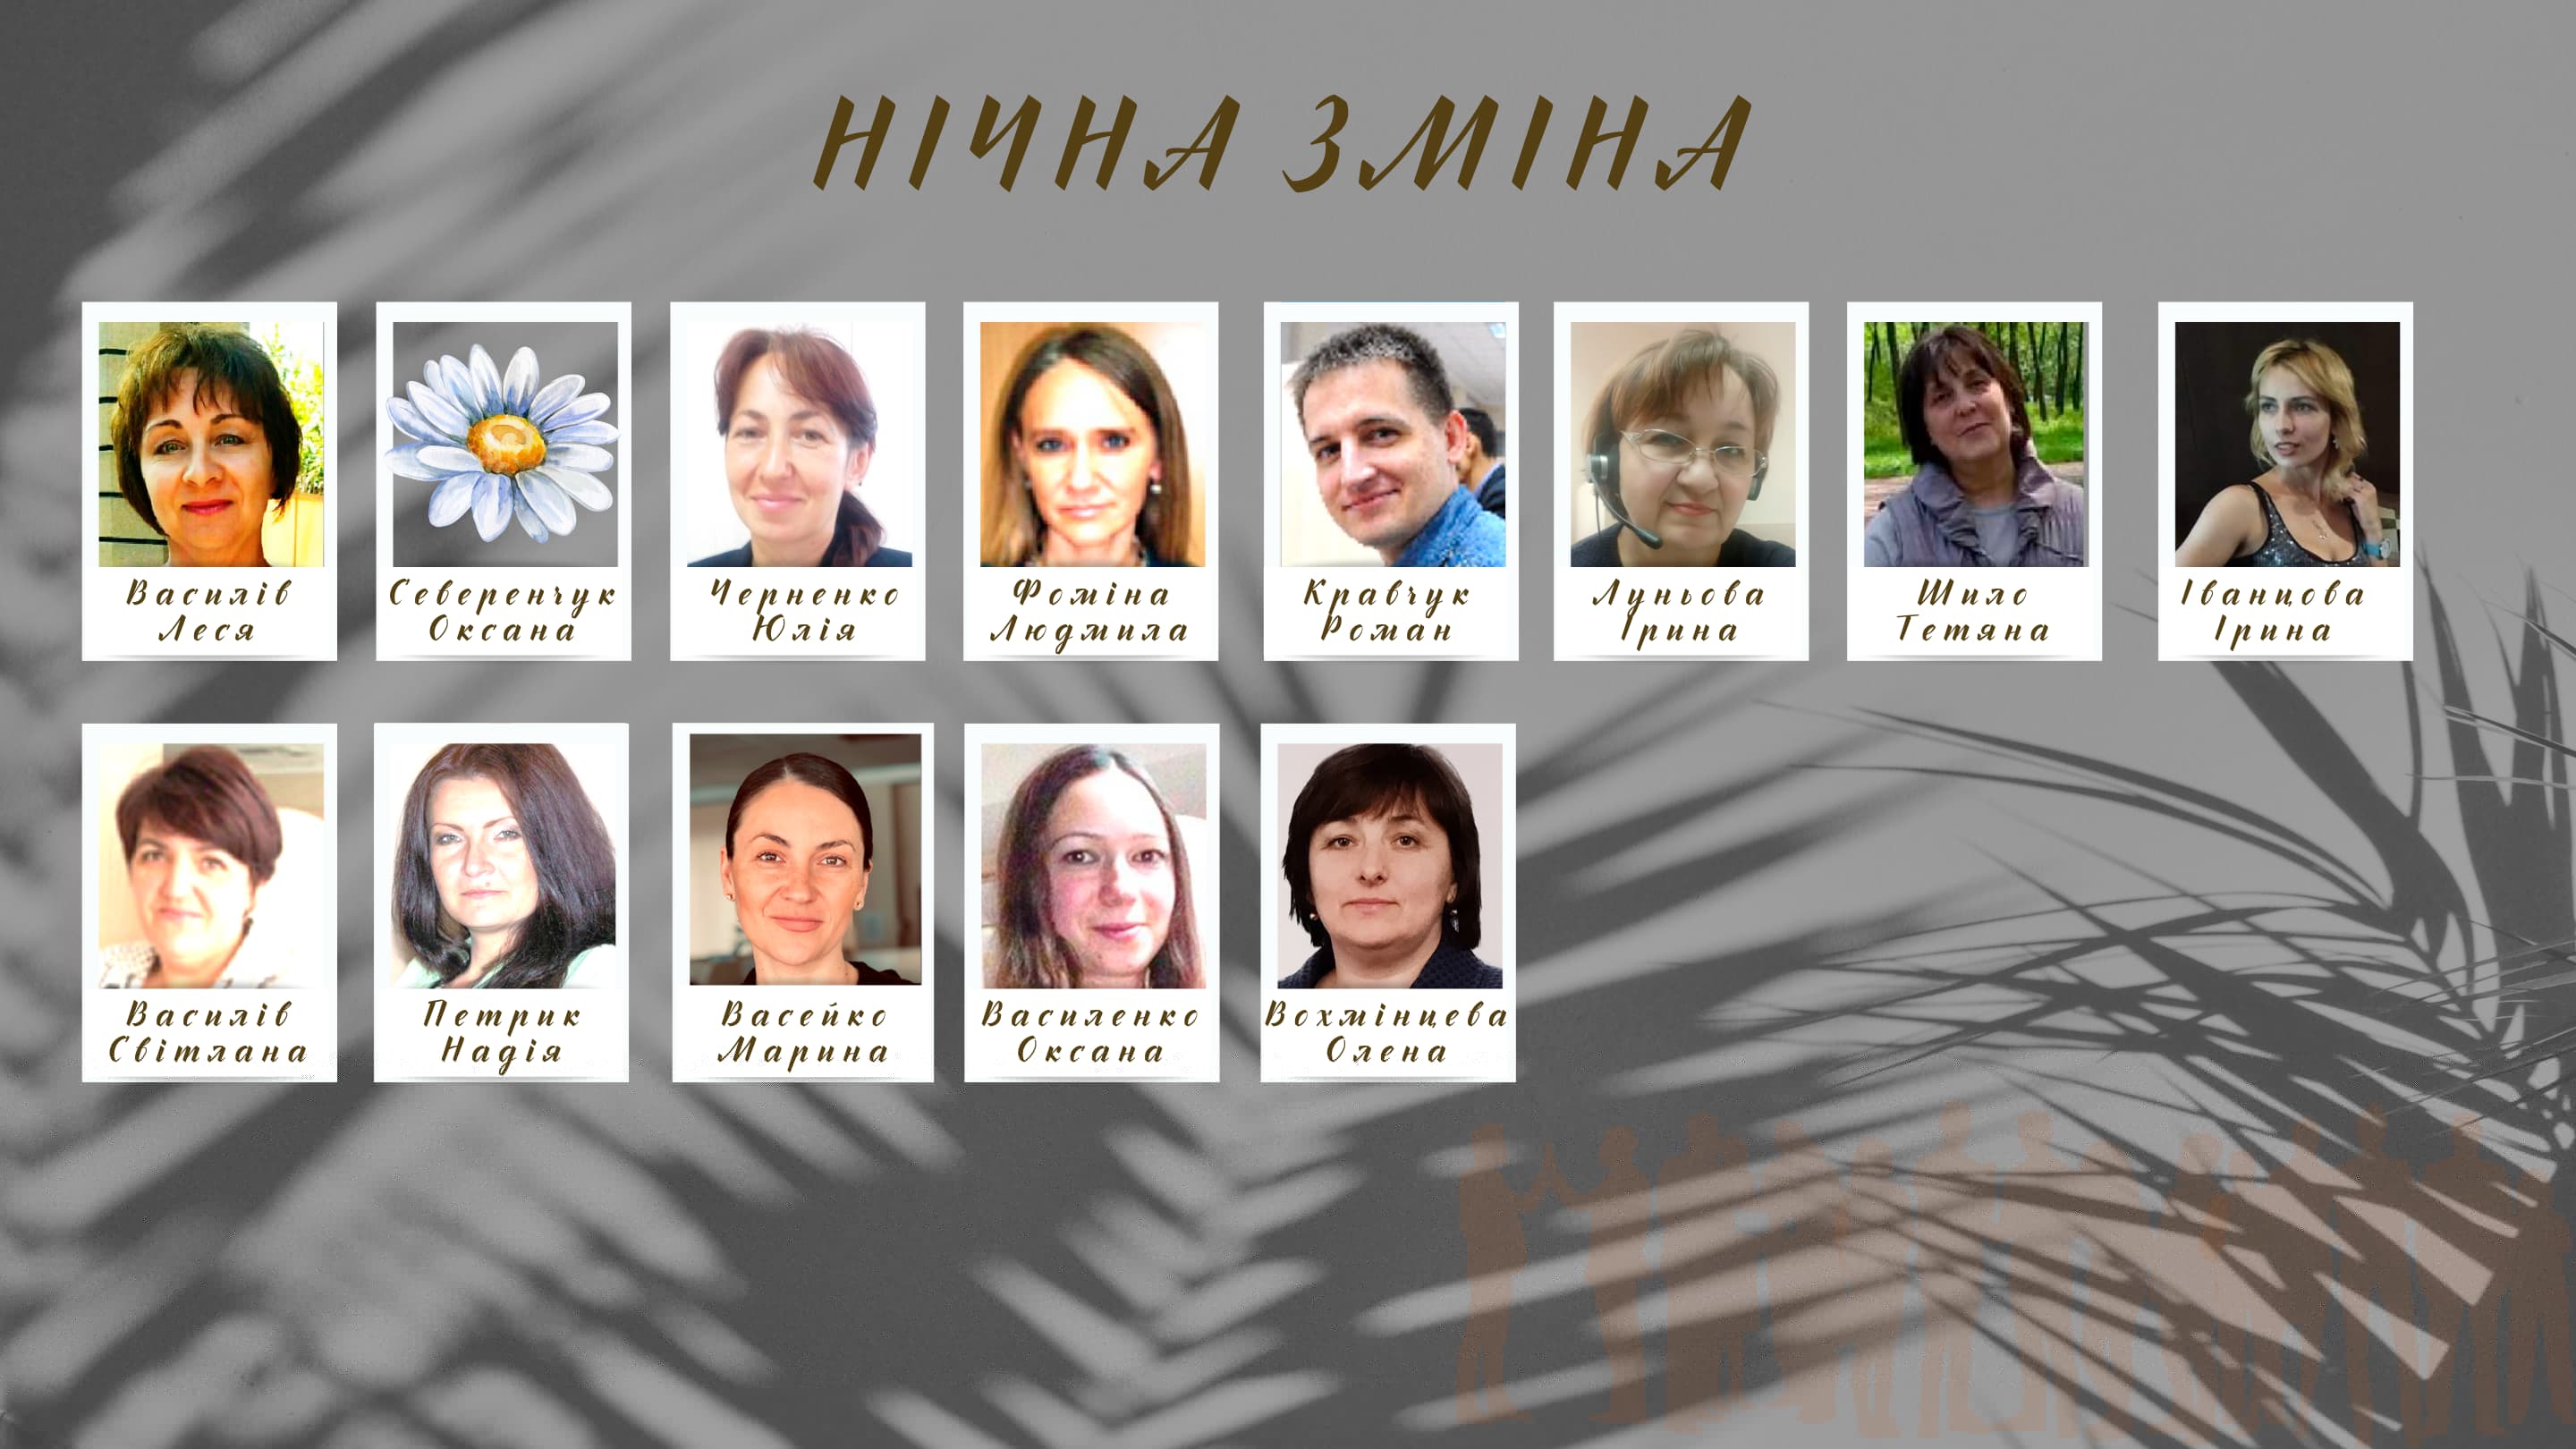 НІЧНА ЗМІНА
Василів
Леся
Северенчук
Оксана
Черненко
Юлія
Фоміна
Людмила
Кравчук
Роман
Луньова
Ірина
Шило
Тетяна
Іванцова
Ірина
Василів
Світлана
Петрик
Надія
Васейко
Марина
Василенко
Оксана
Вохмінцева
Олена